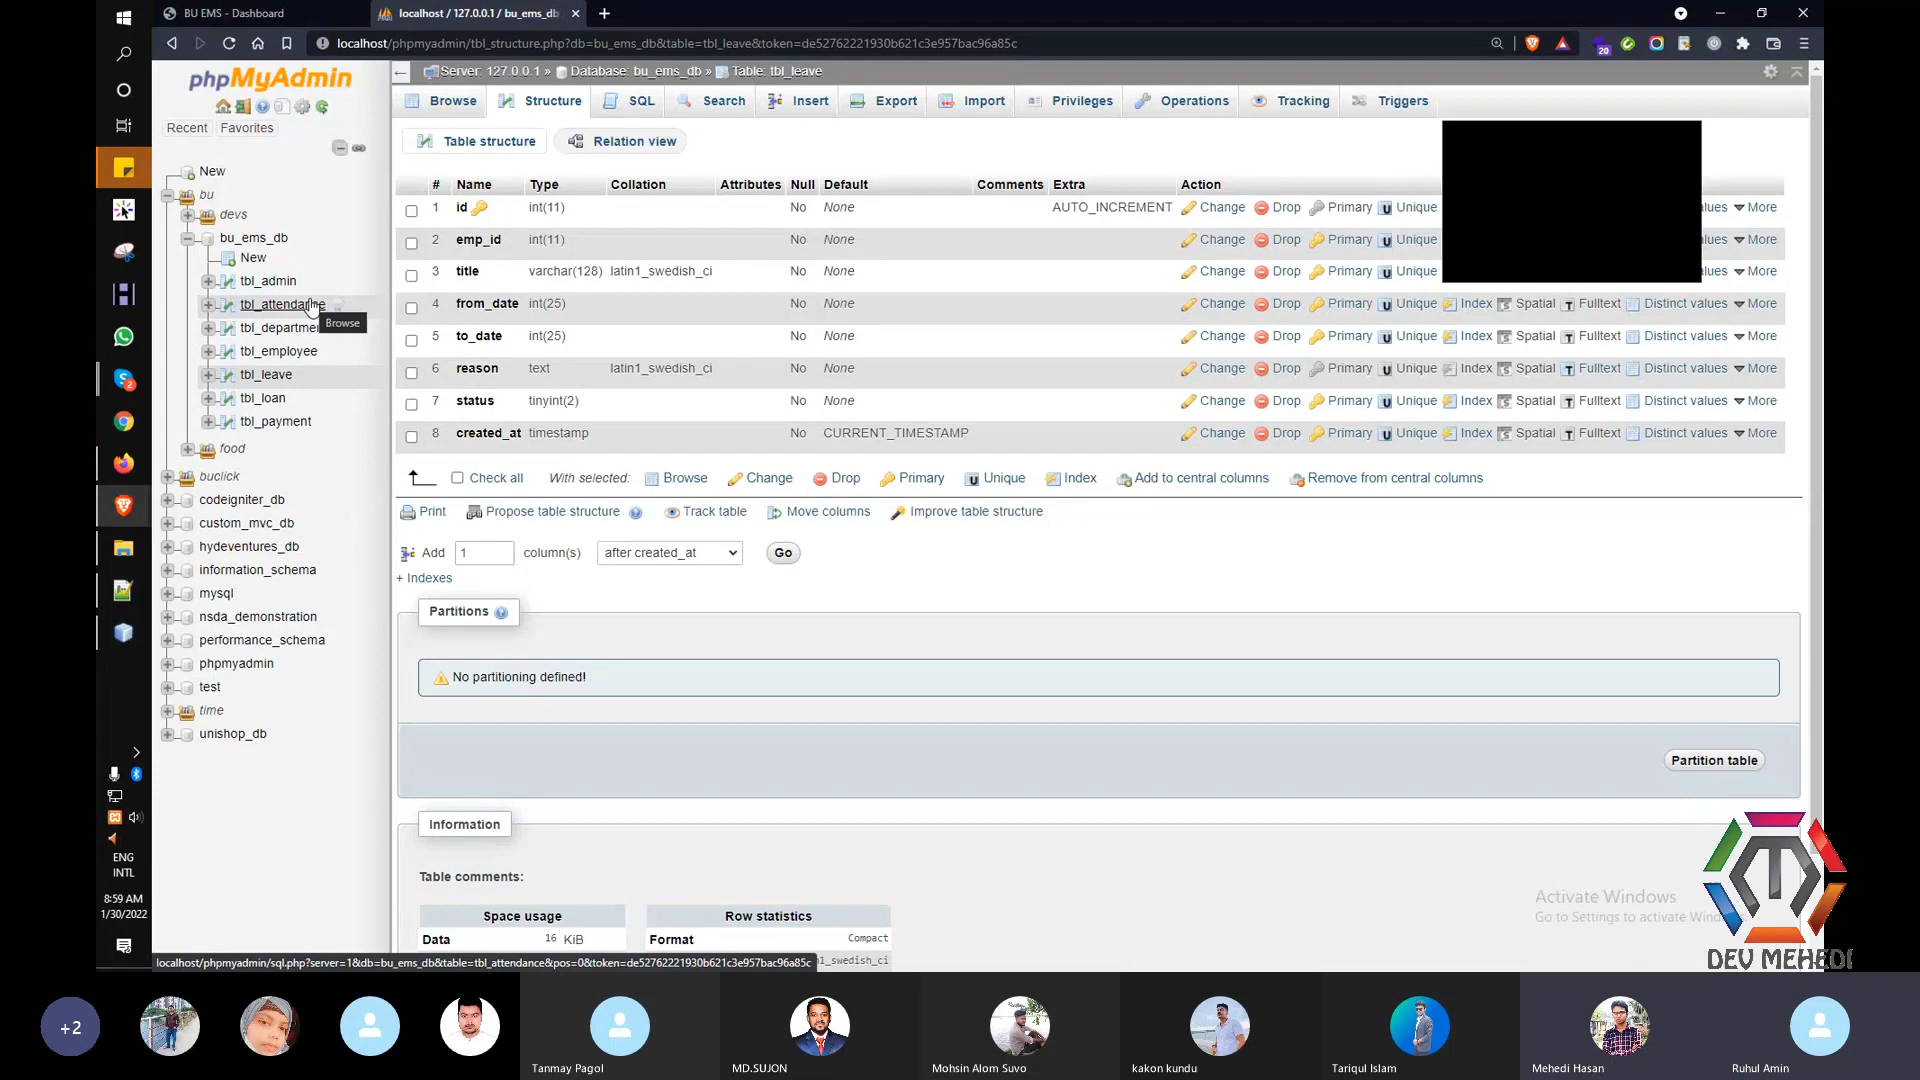 BU EMS - Dashboard
localhost / 127.0.0.1 / bu_ems_db
localhost/phpmyadmin/tbl_structure.php?db=bu_ems_db&table=tbl_leave&token=de52762221930b621c3e957bac96a85c
20
phpMyAdmin
Recent Favorites
New
bu
devs
bu_ems_db
New
tbl_admin
tbl_attendance
Browse
tbl_departme
tbl_employee
tbl_leave
tbl_loan
tbl_payment
food
buclick
codeigniter_db
custom_mvc_db
hydeventures_db
information_schema
mysql
nsda_demonstration
performance_schema
phpmyadmin
test
time
unishop_db
Server: 127.0.0.1 » Database: bu_ems_db » Table: tbl_leave
Browse Structure SQL Search Insert Export Import Privileges Operations Tracking Triggers
Table structure Relation view
# Name Type Collation Attributes Null Default Comments Extra Action
1 id int(11) No None AUTO_INCREMENT Change Drop Primary Unique alues More
2 emp_id int(11) No None Change Drop Primary Unique alues More
3 title varchar(128) latin1_swedish_ci No None Change Drop Primary Unique alues More
4 from_date int(25) No None Change Drop Primary Unique Index Spatial Fulltext Distinct values More
5 to_date int(25) No None Change Drop Primary Unique Index Spatial Fulltext Distinct values More
6 reason text latin1_swedish_ci No None Change Drop Primary Unique Index Spatial Fulltext Distinct values More
7 status tinyint(2) No None Change Drop Primary Unique Index Spatial Fulltext Distinct values More
8 created_at timestamp No CURRENT_TIMESTAMP Change Drop Primary Unique Index Spatial Fulltext Distinct values More
Check all With selected: Browse Change Drop Primary Unique Index Add to central columns Remove from central columns
Print Propose table structure Track table Move columns Improve table structure
Add 1 column(s) after created_at Go
+ Indexes
Partitions
No partitioning defined!
Partition table
Information
Table comments:
Space usage Row statistics
Data 16 KiB Format Compact
n1_swedish_ci
localhost/phpmyadmin/sql.php?server=1&db=bu_ems_db&table=tbl_attendance&pos=0&token=de52762221930b621c3e957bac96a85c
ENG
INTL
8:59 AM
1/30/2022
Activate Windows
Go to Settings to activate Wind
DEV MEHEDI
+2
Tanmay Pagol
MD.SUJON
Mohsin Alom Suvo
kakon kundu
Tariqul Islam
Mehedi Hasan
Ruhul Amin